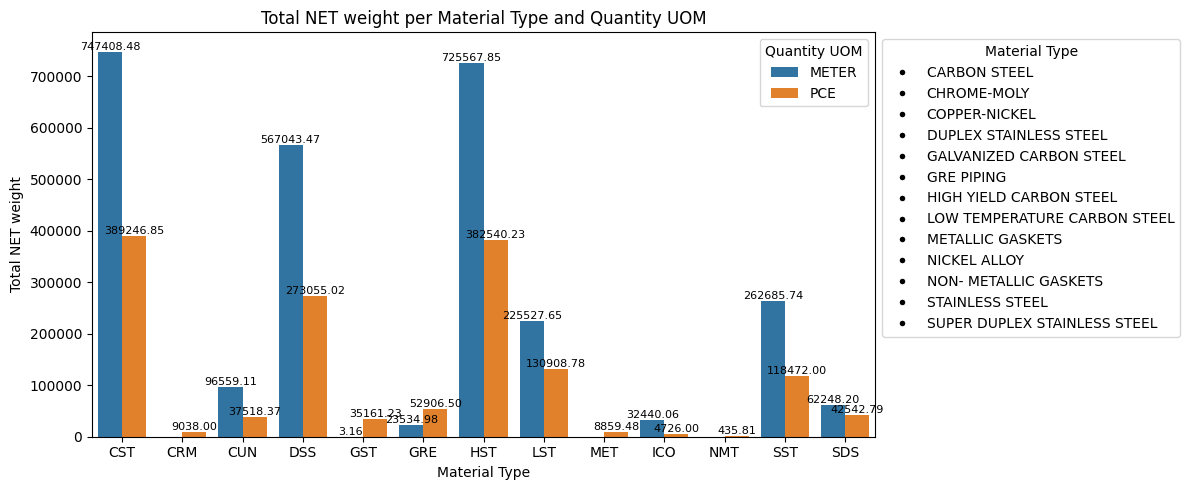 Total NET weight per Material Type and Quantity UOM
Total NET weight
700000
600000
500000
400000
300000
200000
100000
0
747408.48
389246.85
9038.00
96559.11
37518.37
567043.47
273055.02
3.16
35161.23
23534.98
52906.50
725567.85
382540.23
225527.65
130908.78
8859.48
32440.06
4726.00
435.81
262685.74
118472.00
62248.20
42542.79
CST CRM CUN DSS GST GRE HST LST MET ICO NMT SST SDS
Material Type
Quantity UOM
METER
PCE
Material Type
CARBON STEEL
CHROME-MOLY
COPPER-NICKEL
DUPLEX STAINLESS STEEL
GALVANIZED CARBON STEEL
GRE PIPING
HIGH YIELD CARBON STEEL
LOW TEMPERATURE CARBON STEEL
METALLIC GASKETS
NICKEL ALLOY
NON- METALLIC GASKETS
STAINLESS STEEL
SUPER DUPLEX STAINLESS STEEL